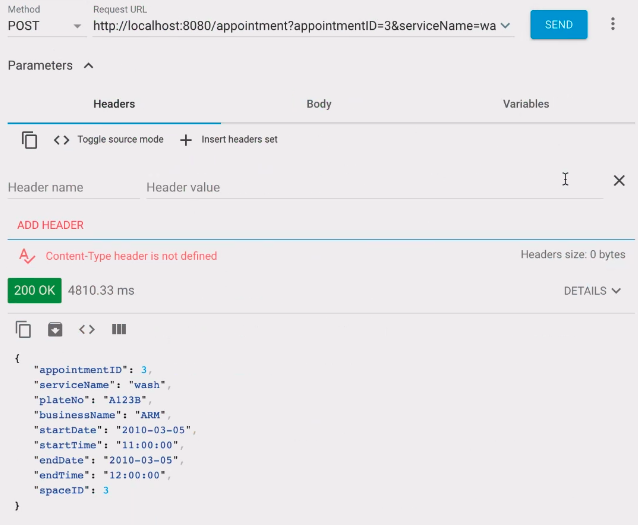 Method
Request URL
POST
http://localhost:8080/appointment?appointmentID=3&serviceName=wa
SEND
Parameters
Headers
Body
Variables
Toggle source mode
Insert headers set
Header name
Header value
ADD HEADER
Content-Type header is not defined
Headers size: 0 bytes
200 OK
4810.33 ms
DETAILS
{
"appointmentID": 3,
"serviceName": "wash",
"plateNo": "A123B",
"businessName": "ARM",
"startDate": "2010-03-05",
"startTime": "11:00:00",
"endDate": "2010-03-05",
"endTime": "12:00:00",
"spaceID": 3
}